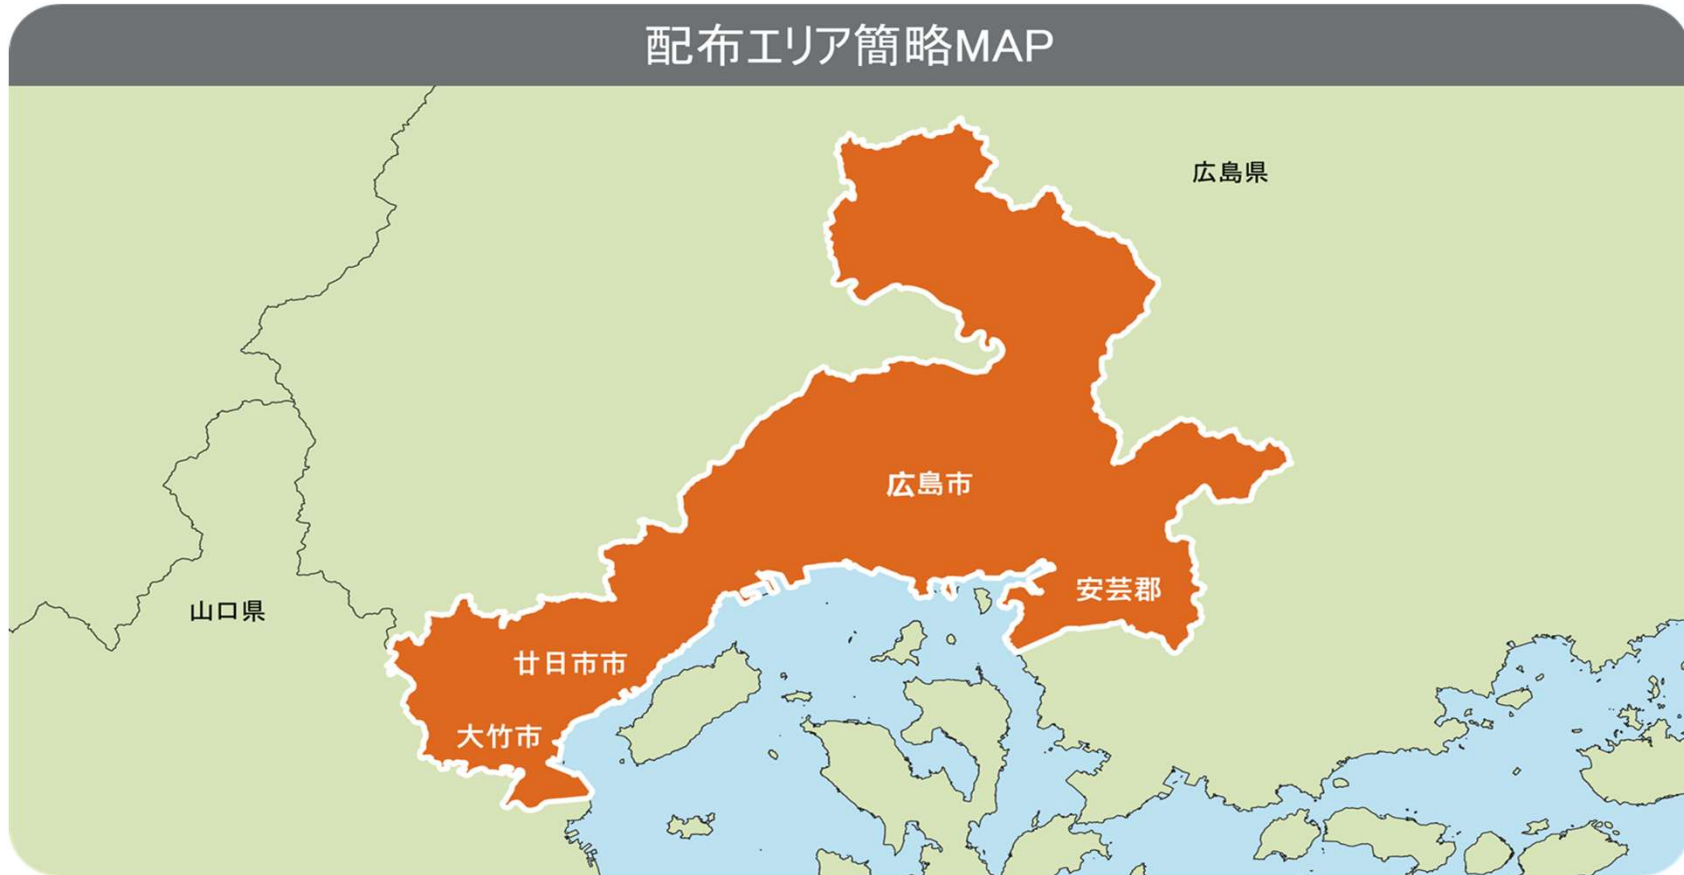 配布エリア簡略MAP
広島県
広島市
安芸郡
山口県
廿日市市
大竹市